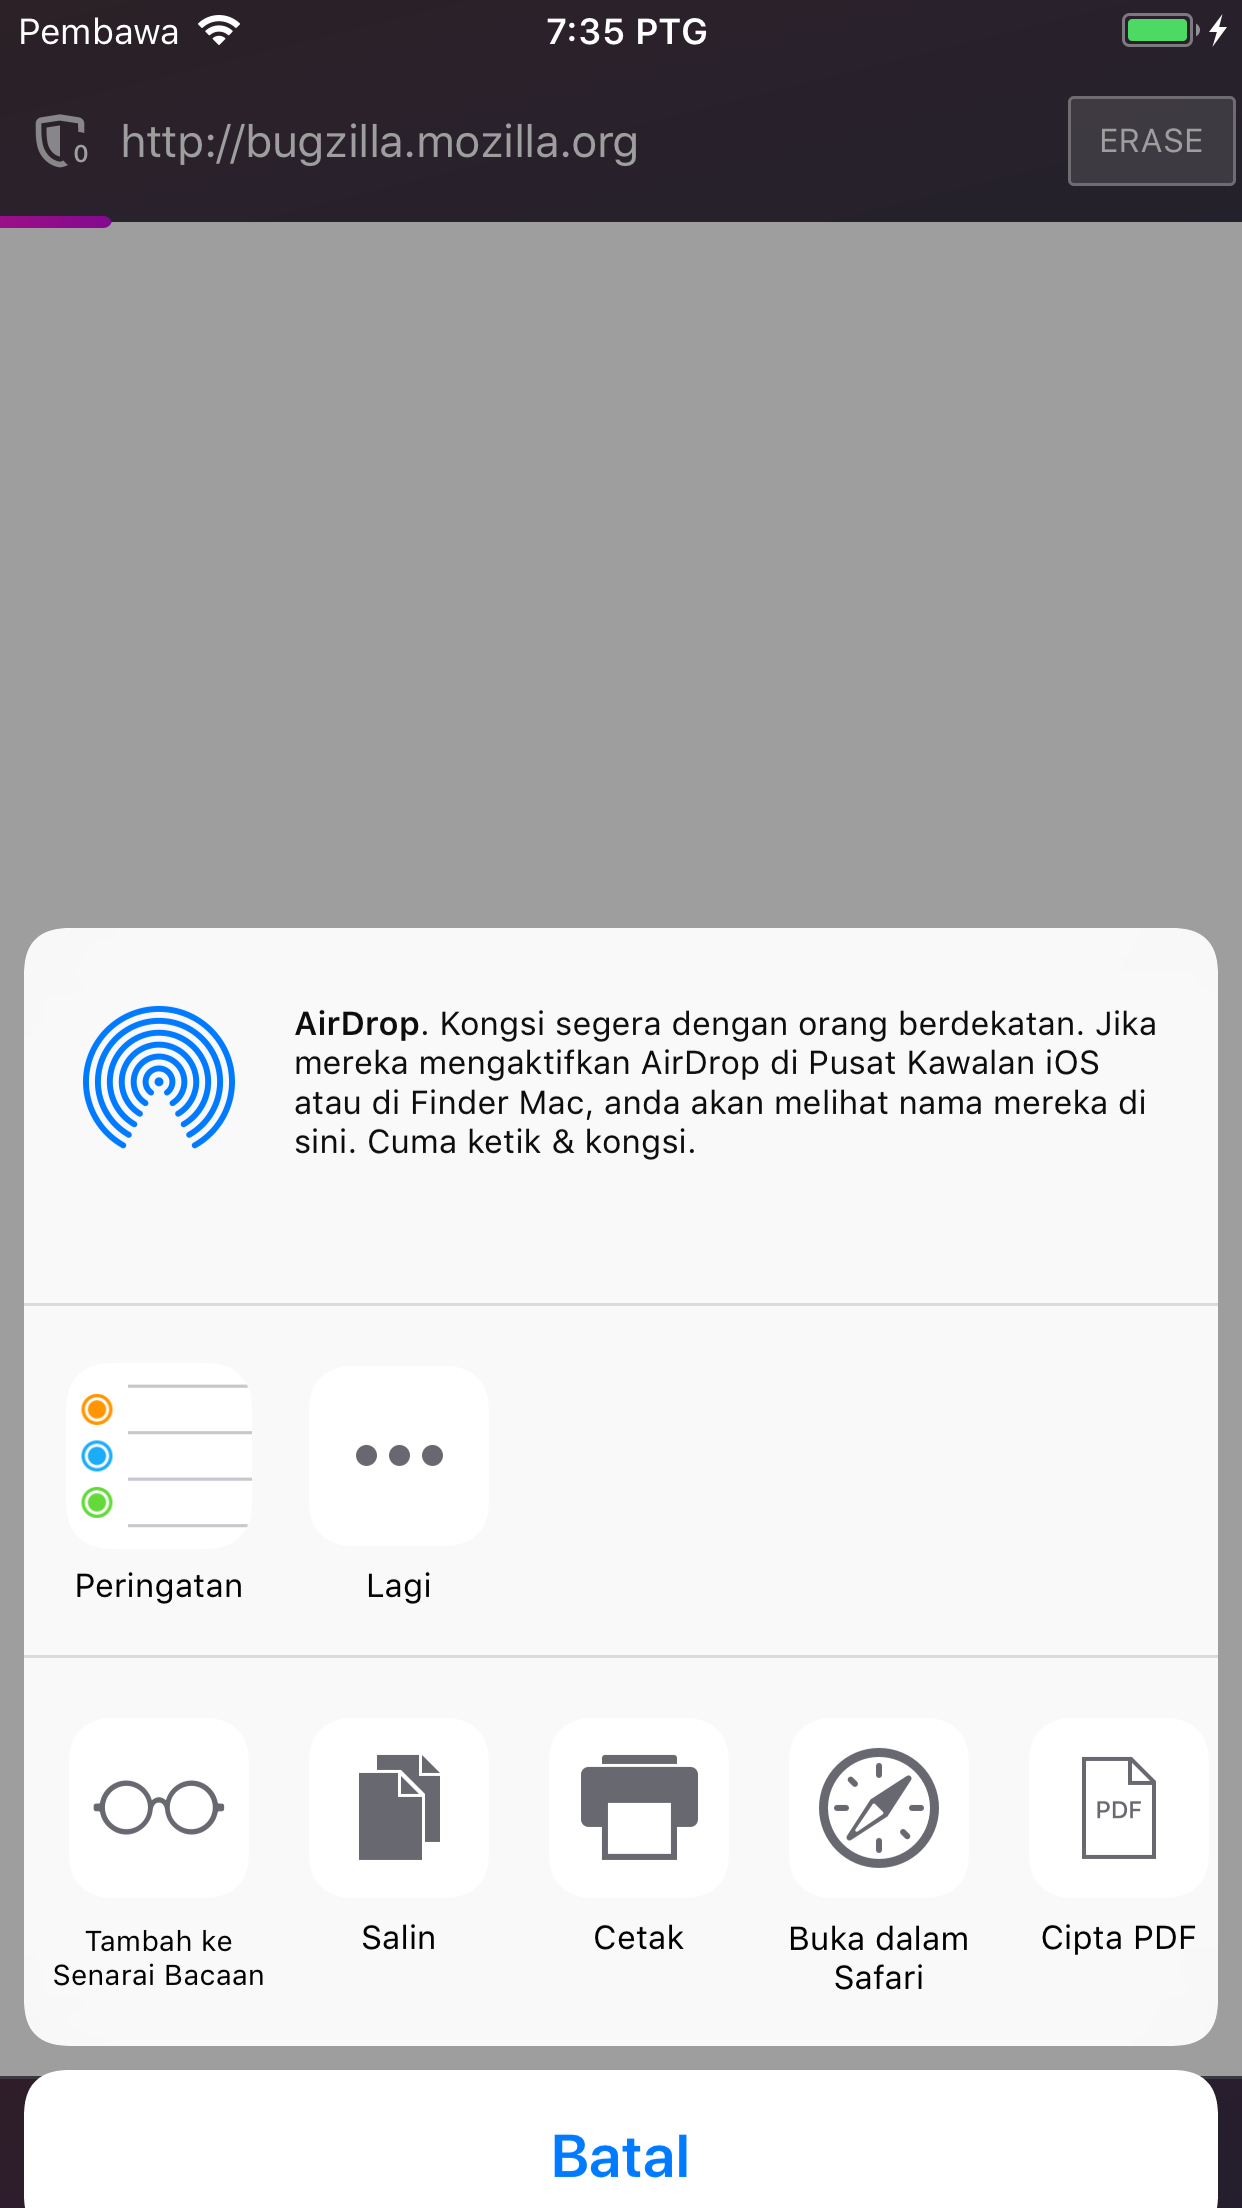 Pembawa
7:35 PTG
0
http://bugzilla.mozilla.org
ERASE
AirDrop. Kongsi segera dengan orang berdekatan. Jika
mereka mengaktifkan AirDrop di Pusat Kawalan iOS
atau di Finder Mac, anda akan melihat nama mereka di
sini. Cuma ketik & kongsi.
Peringatan
Lagi
PDF
Tambah ke
Senarai Bacaan
Salin
Cetak
Buka dalam
Safari
Cipta PDF
Batal